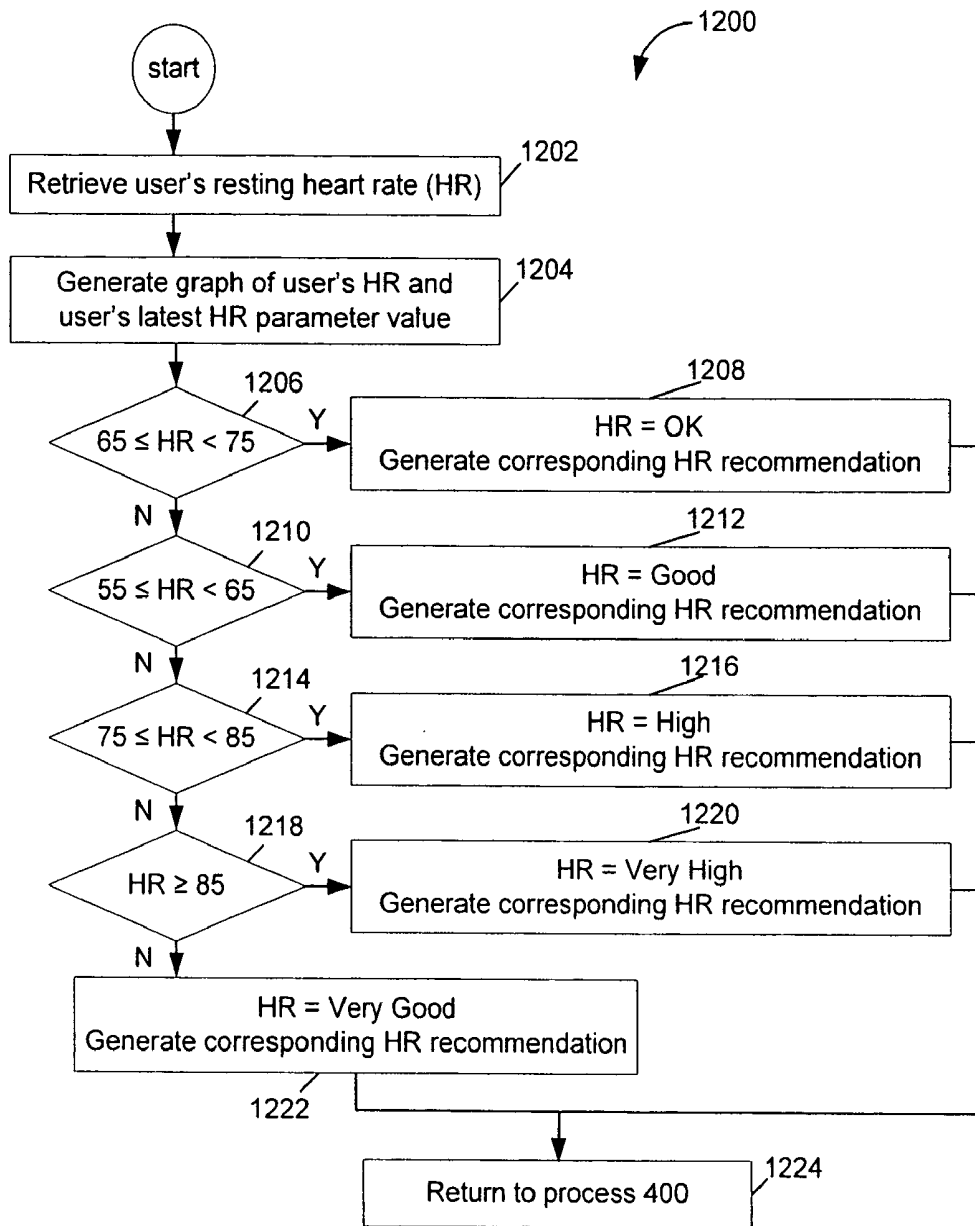 1200
start
1202
Retrieve user's resting heart rate (HR)
1204
Generate graph of user's HR and
user's latest HR parameter value
1206
65 ≤ HR < 75
Y
1208
HR = OK
Generate corresponding HR recommendation
N
1210
55 ≤ HR < 65
Y
1212
HR = Good
Generate corresponding HR recommendation
N
1214
75 ≤ HR < 85
Y
1216
HR = High
Generate corresponding HR recommendation
N
1218
HR ≥ 85
Y
1220
HR = Very High
Generate corresponding HR recommendation
N
HR = Very Good
Generate corresponding HR recommendation
1222
Return to process 400
1224